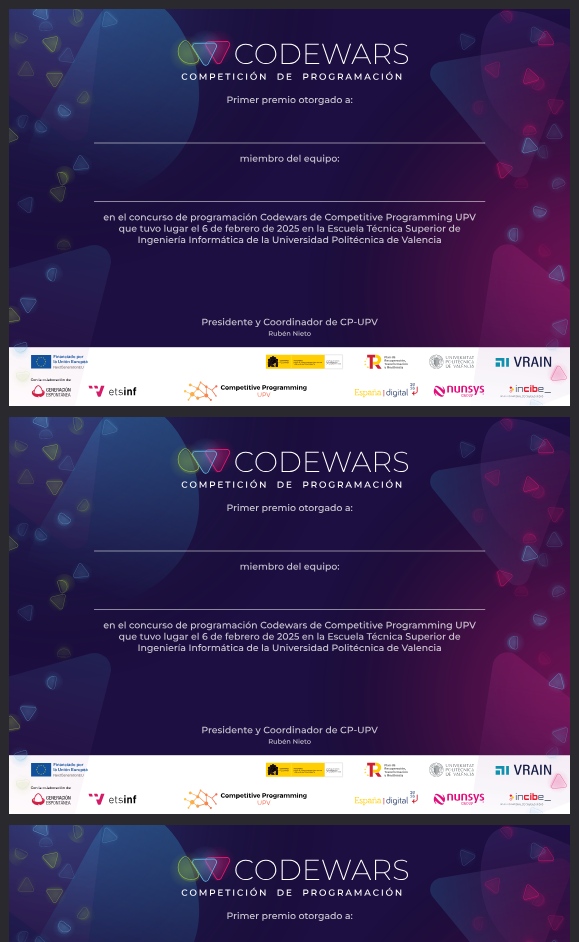 CODEWARS
COMPETICIÓN DE PROGRAMACIÓN
Primer premio otorgado a:
miembro del equipo:
en el concurso de programación Codewars de Competitive Programming UPV
que tuvo lugar el 6 de febrero de 2025 en la Escuela Técnica Superior de
Ingeniería Informática de la Universidad Politécnica de Valencia
Presidente y Coordinador de CP-UPV
Rubén Nieto
Financiado por
la Unión Europea
NextGenerationEU
Plan de
Recuperación,
Transformación
y Resiliencia
UNIVERSITAT
POLITÈCNICA
DE VALÈNCIA
VRAIN
Con la colaboración de:
GENERACIÓN
ESPONTÁNEA
etsinf
Competitive Programming
UPV
España | digital
nunsys
GROUP
incibe_
CODEWARS
COMPETICIÓN DE PROGRAMACIÓN
Primer premio otorgado a:
miembro del equipo:
en el concurso de programación Codewars de Competitive Programming UPV
que tuvo lugar el 6 de febrero de 2025 en la Escuela Técnica Superior de
Ingeniería Informática de la Universidad Politécnica de Valencia
Presidente y Coordinador de CP-UPV
Rubén Nieto
Financiado por
la Unión Europea
NextGenerationEU
Plan de
Recuperación,
Transformación
y Resiliencia
UNIVERSITAT
POLITÈCNICA
DE VALÈNCIA
VRAIN
Con la colaboración de:
GENERACIÓN
ESPONTÁNEA
etsinf
Competitive Programming
UPV
España | digital
nunsys
GROUP
incibe_
CODEWARS
COMPETICIÓN DE PROGRAMACIÓN
Primer premio otorgado a: